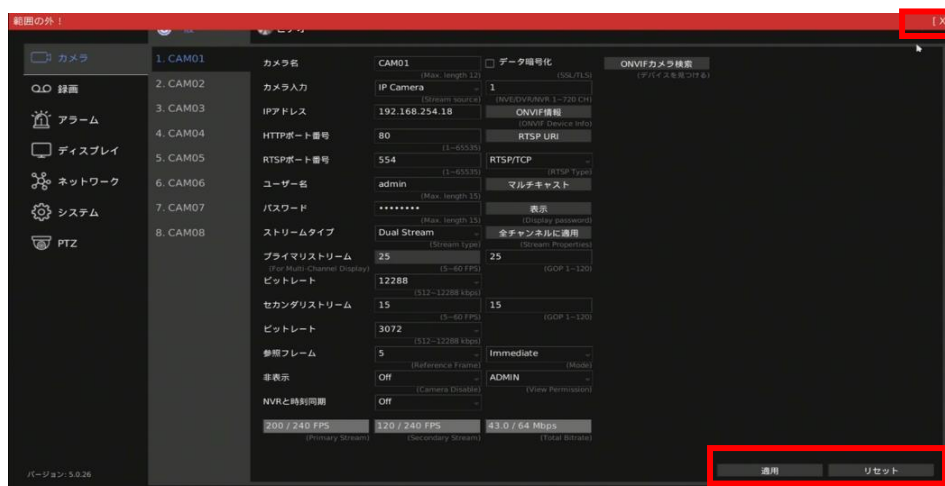 範囲の外！ [ X
カメラ
録画
アラーム
ディスプレイ
ネットワーク
システム
PTZ
1. CAM01
2. CAM02
3. CAM03
4. CAM04
5. CAM05
6. CAM06
7. CAM07
8. CAM08
カメラ名 CAM01 データ暗号化 ONVIFカメラ検索
(Max. length 12) (SSL/TLS) (デバイスを見つける)
カメラ入力 IP Camera 1
(Stream source) (NVE/DVR/NVR 1~720 CH)
IPアドレス 192.168.254.18 ONVIF情報
(ONVIF Device Info)
HTTPポート番号 80 RTSP URI
(1~65535)
RTSPポート番号 554 RTSP/TCP
(1~65535) (RTSP Type)
ユーザー名 admin マルチキャスト
(Max. length 15)
パスワード •••••••• 表示
(Max. length 15) (Display password)
ストリームタイプ Dual Stream 全チャンネルに適用
(Stream type) (Stream Properties)
プライマリストリーム 25 25
(For Multi-Channel Display) (5~60 FPS) (GOP 1~120)
ビットレート 12288
(512~12288 kbps)
セカンダリストリーム 15 15
(5~60 FPS) (GOP 1~120)
ビットレート 3072
(512~12288 kbps)
参照フレーム 5 Immediate
(Reference Frame) (Mode)
非表示 Off ADMIN
(Camera Disable) (View Permission)
NVRと時刻同期 Off
200 / 240 FPS 120 / 240 FPS 43.0 / 64 Mbps
(Primary Stream) (Secondary Stream) (Total Bitrate)
バージョン: 5.0.26 適用 リセット